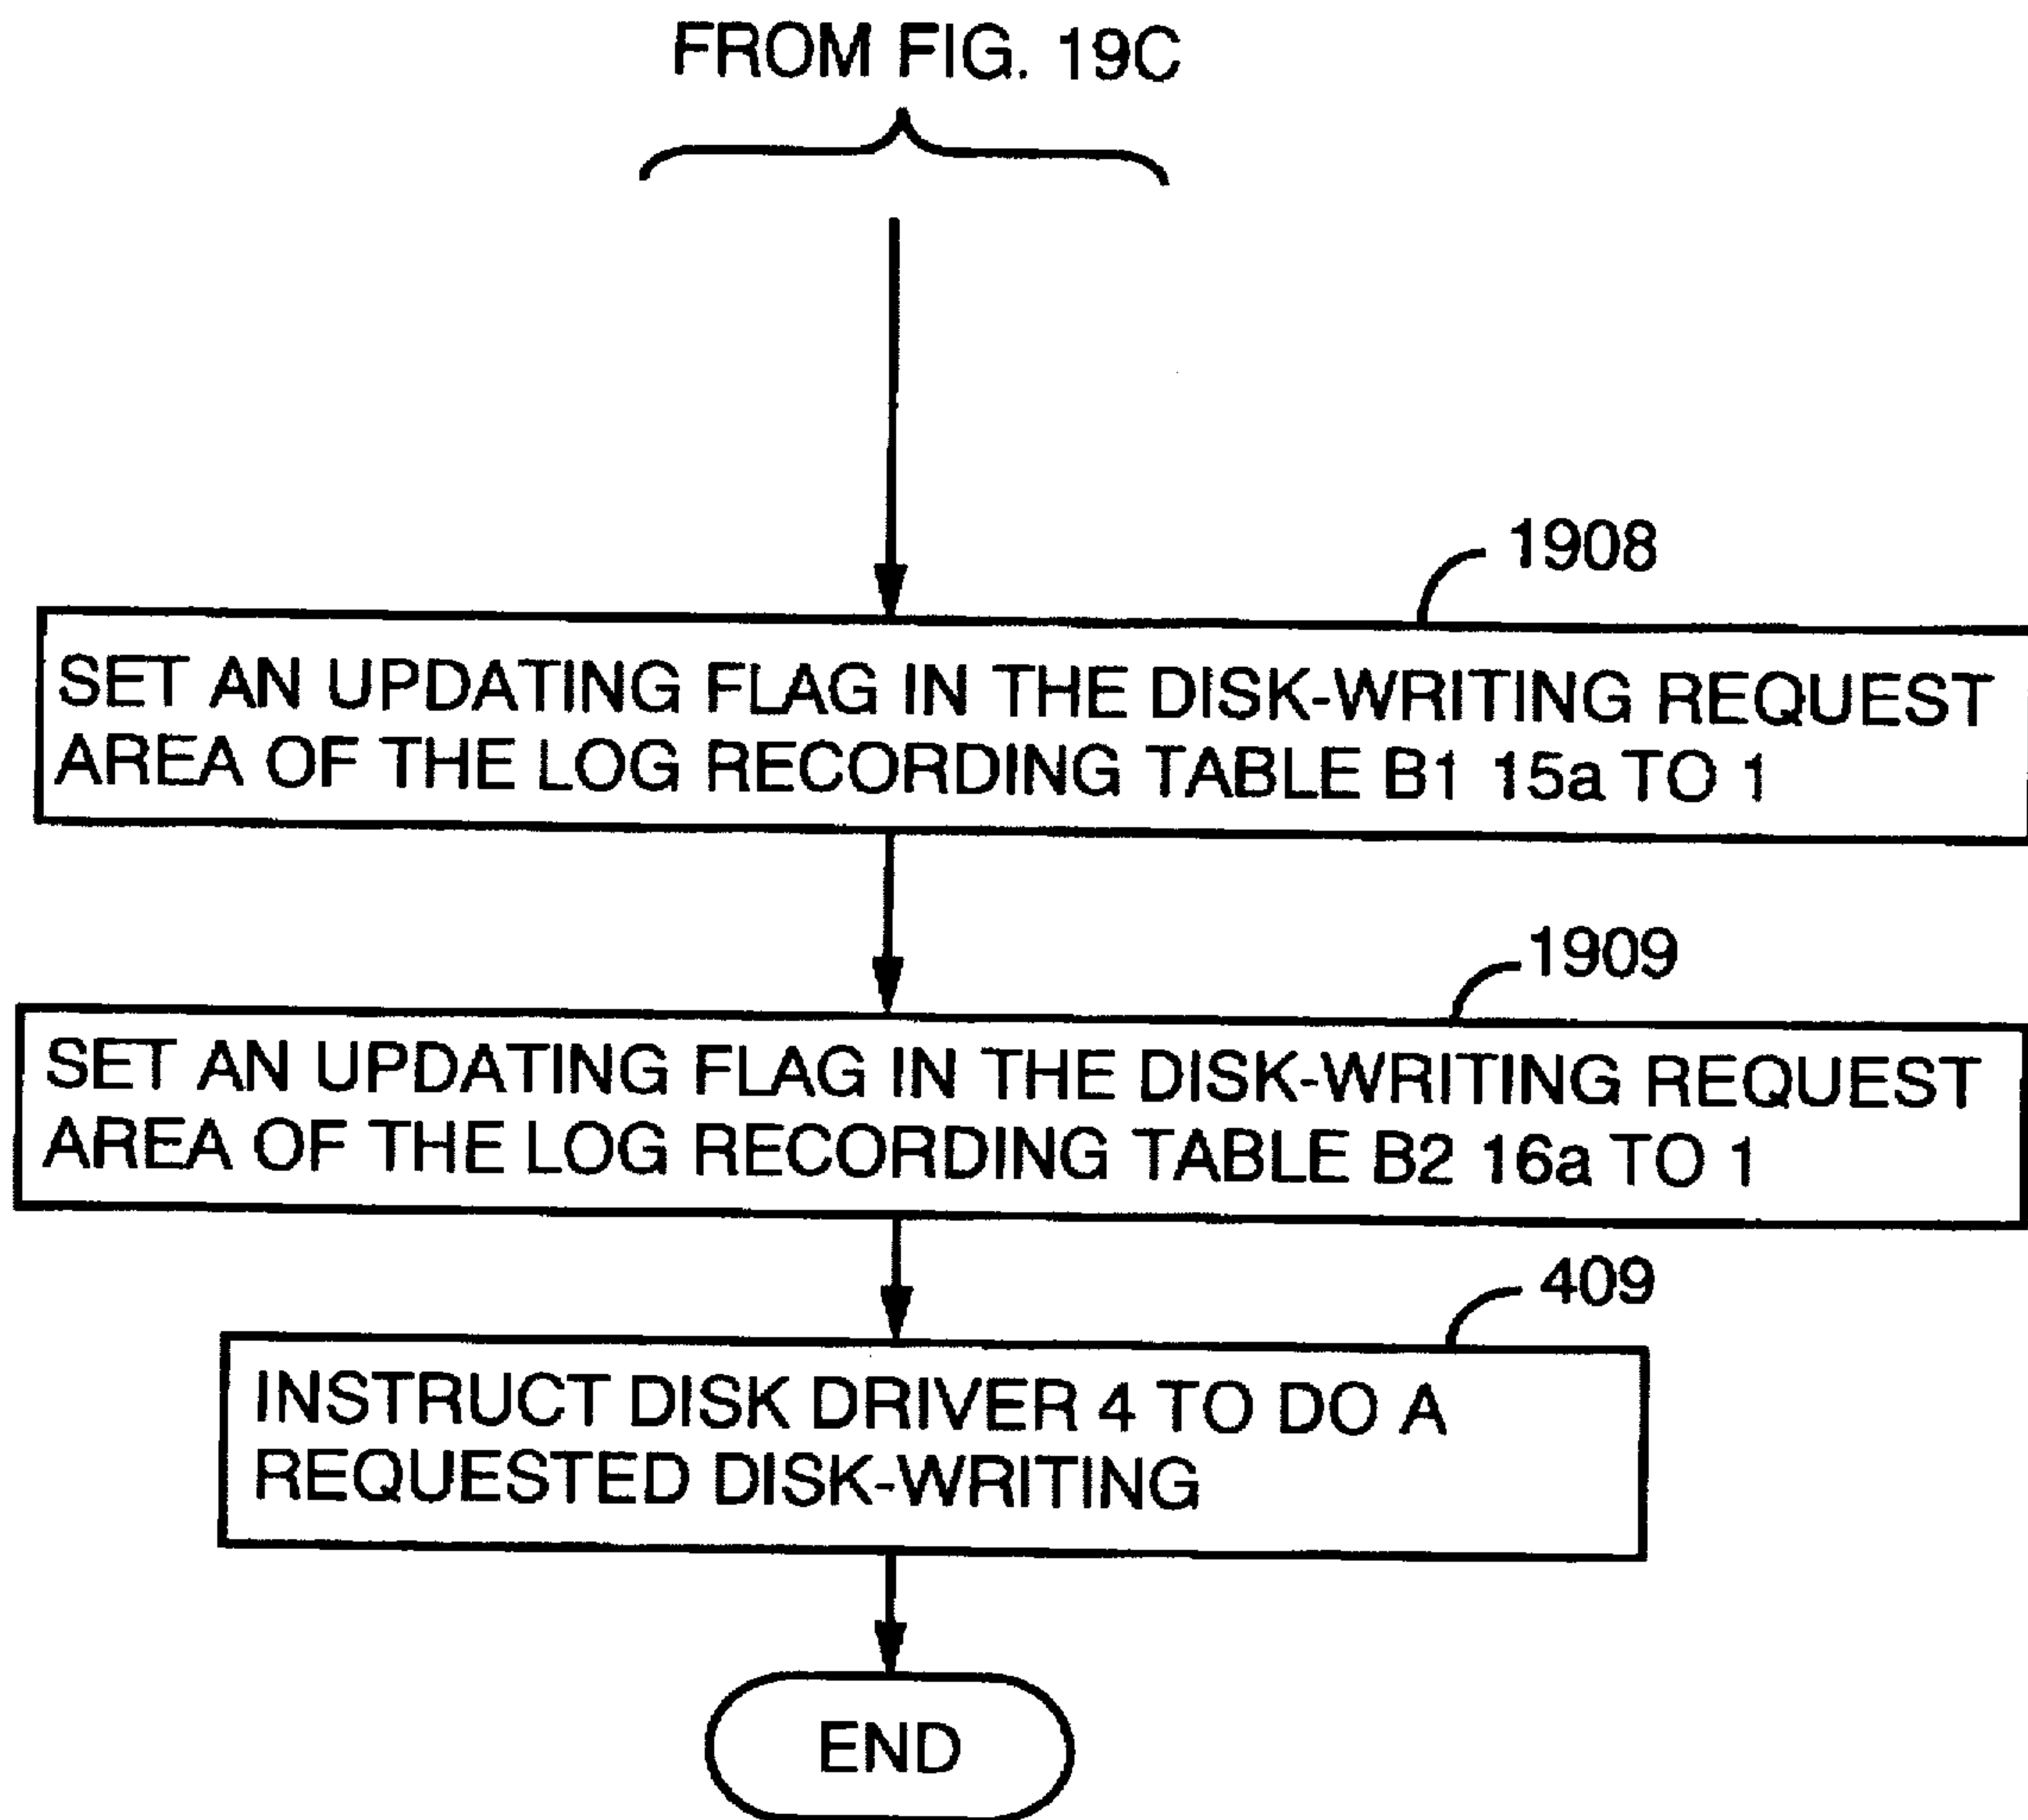 FROM FIG. 19C
1908
SET AN UPDATING FLAG IN THE DISK-WRITING REQUEST
AREA OF THE LOG RECORDING TABLE B1 15a TO 1
1909
SET AN UPDATING FLAG IN THE DISK-WRITING REQUEST
AREA OF THE LOG RECORDING TABLE B2 16a TO 1
409
INSTRUCT DISK DRIVER 4 TO DO A
REQUESTED DISK-WRITING
END